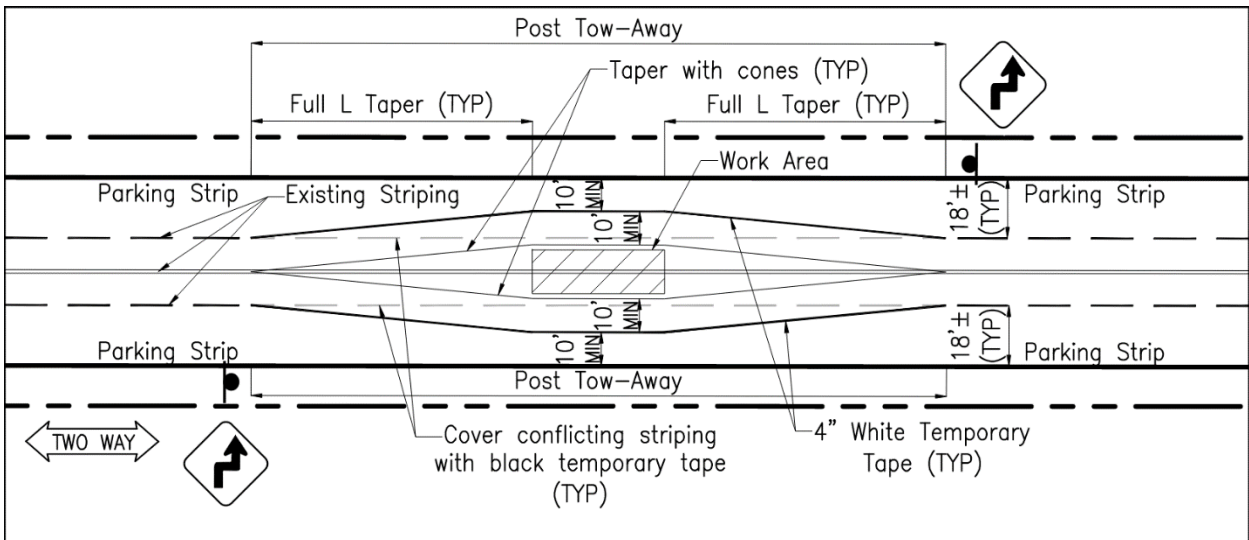 Post Tow-Away
Taper with cones (TYP)
Full L Taper (TYP)
Full L Taper (TYP)
Work Area
Parking Strip
Existing Striping
10'
MIN
10'
MIN
18'±
(TYP)
Parking Strip
Parking Strip
10'
MIN
10'
MIN
18'±
(TYP)
Parking Strip
Post Tow-Away
TWO WAY
Cover conflicting striping
with black temporary tape
(TYP)
4" White Temporary
Tape (TYP)